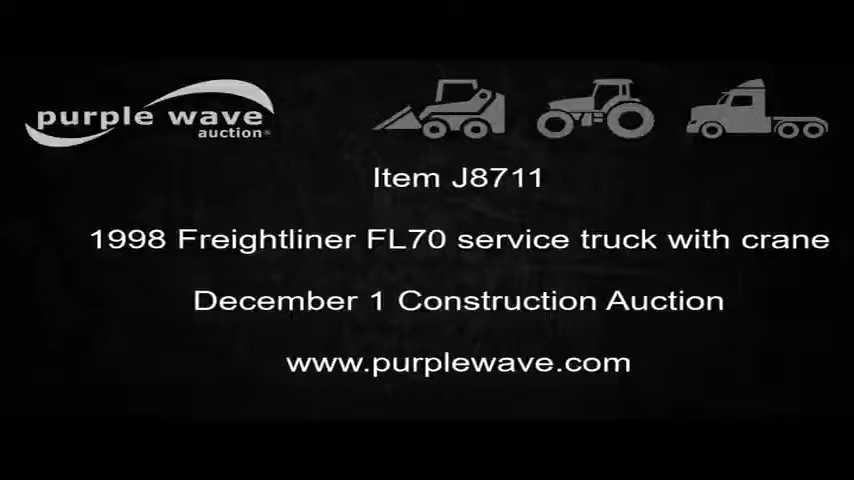 purple wave
auction®
Item J8711
1998 Freightliner FL70 service truck with crane
December 1 Construction Auction
www.purplewave.com